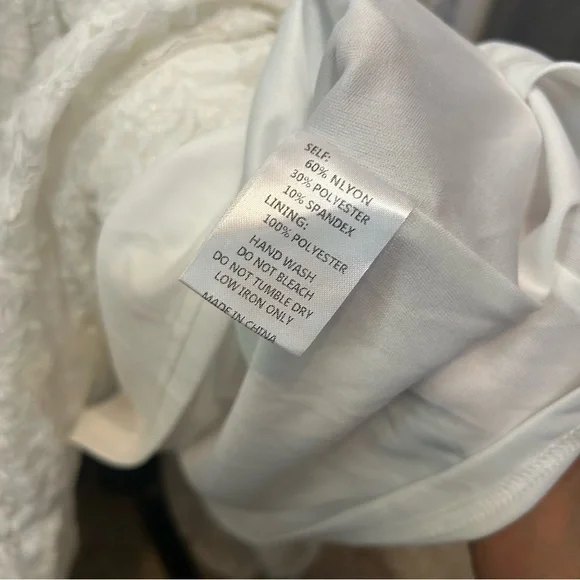 SELF:
60% NLYON
30% POLYESTER
10% SPANDEX
LINING:
100% POLYESTER
HAND WASH
DO NOT BLEACH
DO NOT TUMBLE DRY
LOW IRON ONLY
MADE IN CHINA